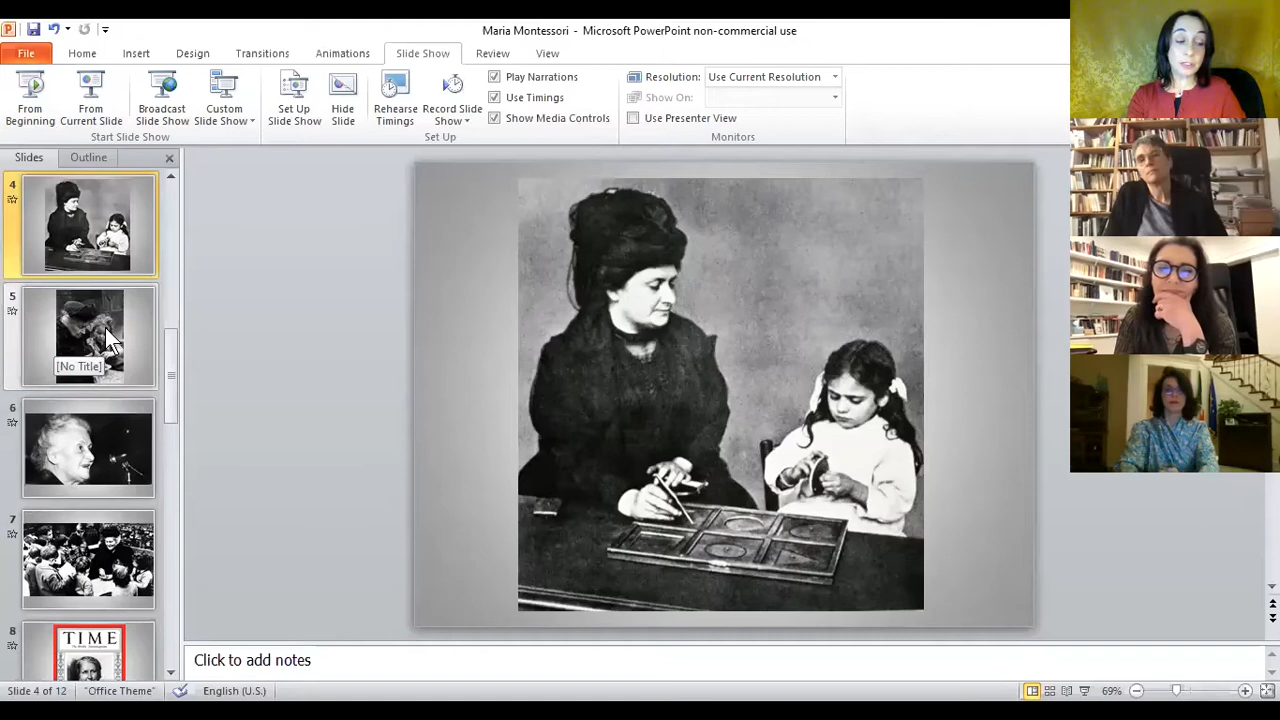 Maria Montessori - Microsoft PowerPoint non-commercial use
File Home Insert Design Transitions Animations Slide Show Review View
From Beginning
From Current Slide
Broadcast Slide Show
Custom Slide Show
Start Slide Show
Set Up Slide Show
Hide Slide
Rehearse Timings
Record Slide Show
Play Narrations
Use Timings
Show Media Controls
Set Up
Resolution: Use Current Resolution
Show On:
Use Presenter View
Monitors
Slides Outline
4
5
[No Title]
6
7
8
TIME
Click to add notes
Slide 4 of 12 "Office Theme" English (U.S.) 69%